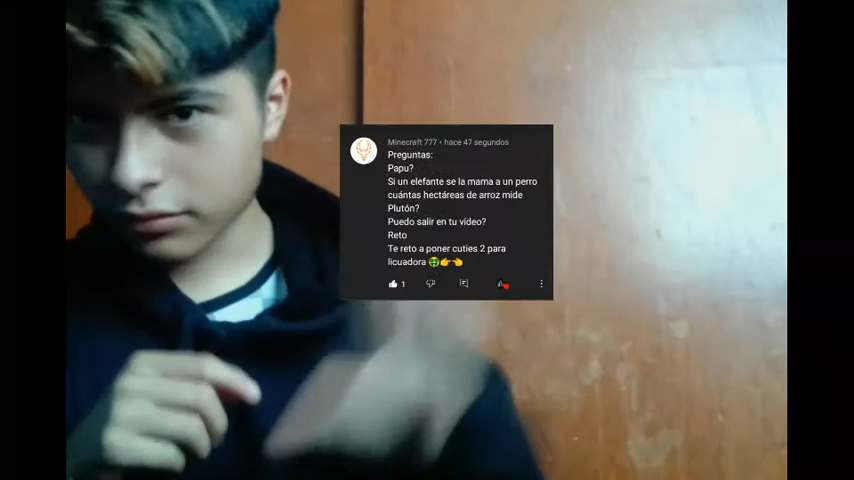 Minecraft 777 • hace 47 segundos
Preguntas:
Papu?
Si un elefante se la mama a un perro
cuántas hectáreas de arroz mide
Plutón?
Puedo salir en tu vídeo?
Reto
Te reto a poner cuties 2 para
licuadora 🤑👉👈
1